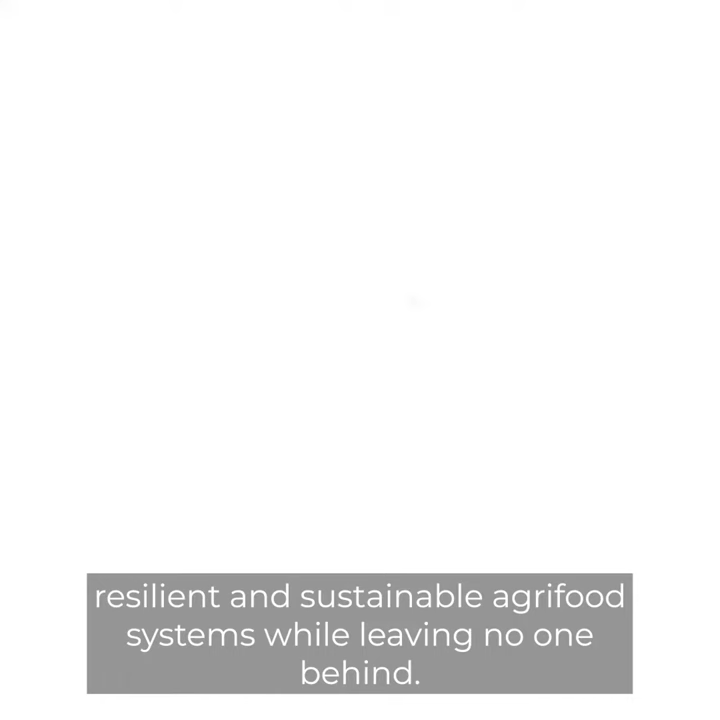 resilient and sustainable agrifood
systems while leaving no one
behind.